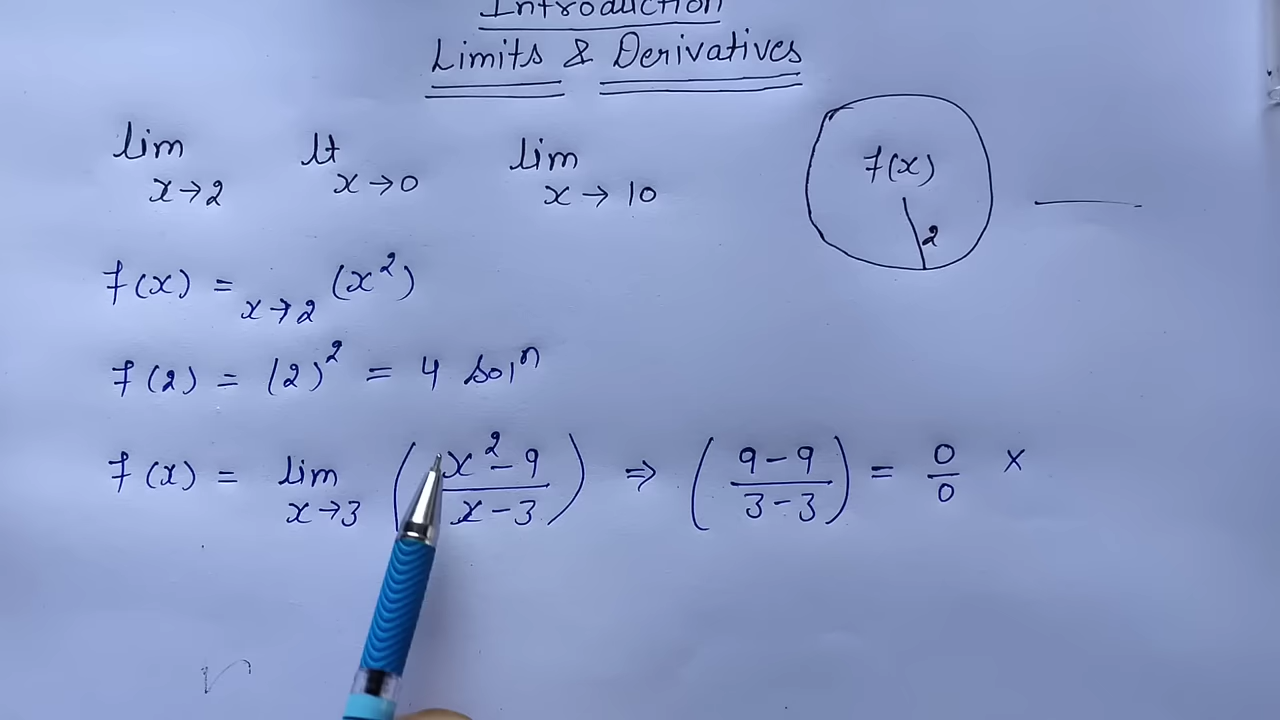 Introduction
Limits & Derivatives
lim x→2 lt x→0 lim x→10
f(x)
2
f(x) = x→2 (x²)
f(2) = (2)² = 4 solⁿ
f(x) = lim x→3 (x²-9 / x-3) ⇒ (9-9 / 3-3) = 0/0 ×